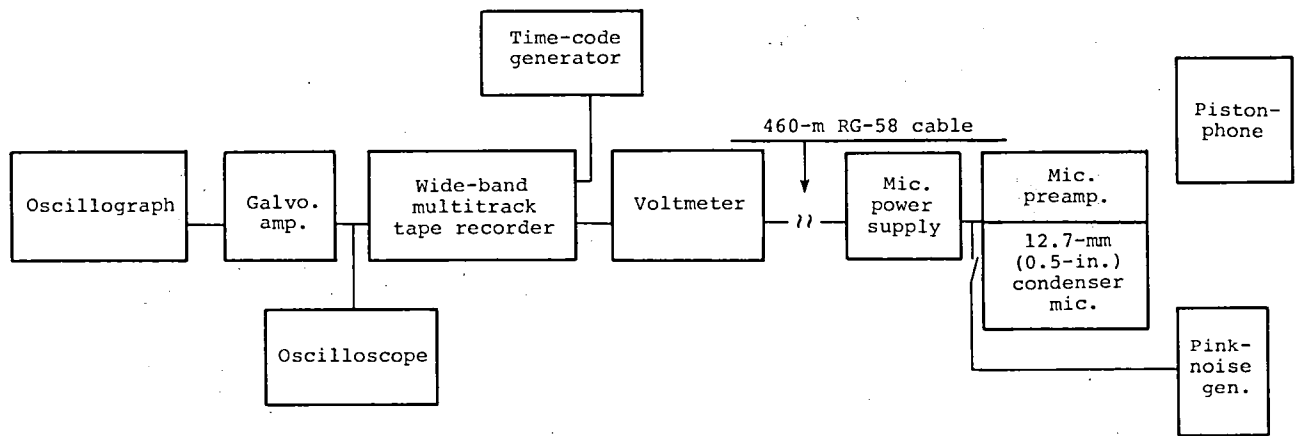 Time-code
generator
460-m RG-58 cable
Piston-
phone
Oscillograph
Galvo.
amp.
Wide-band
multitrack
tape recorder
Voltmeter
Mic.
power
supply
Mic.
preamp.
12.7-mm
(0.5-in.)
condenser
mic.
Oscilloscope
Pink-
noise
gen.